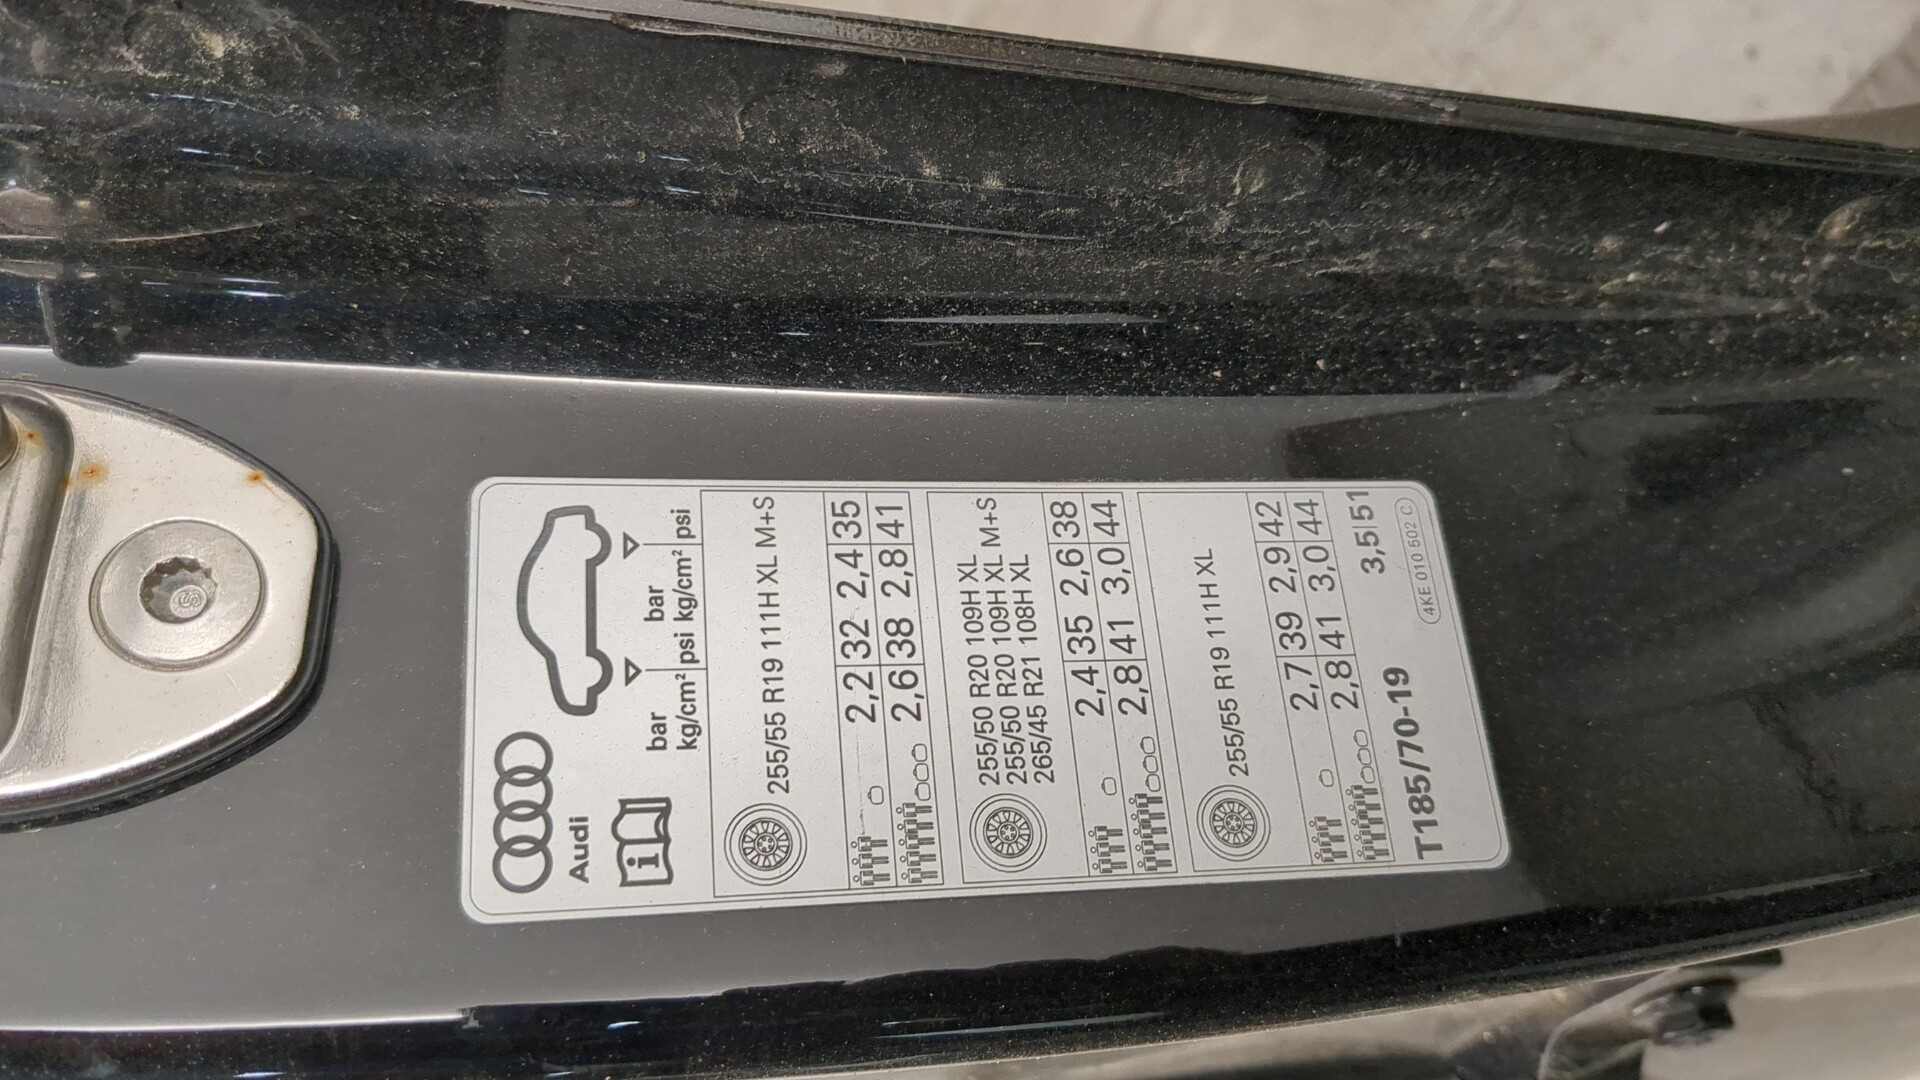 Audi
bar bar
kg/cm² psi kg/cm² psi
255/55 R19 111H XL M+S
2,2 32 2,4 35
2,6 38 2,8 41
255/50 R20 109H XL
255/50 R20 109H XL M+S
265/45 R21 108H XL
2,4 35 2,6 38
2,8 41 3,0 44
255/55 R19 111H XL
2,7 39 2,9 42
2,8 41 3,0 44
T185/70-19 3,5 51
4KE 010 502 C